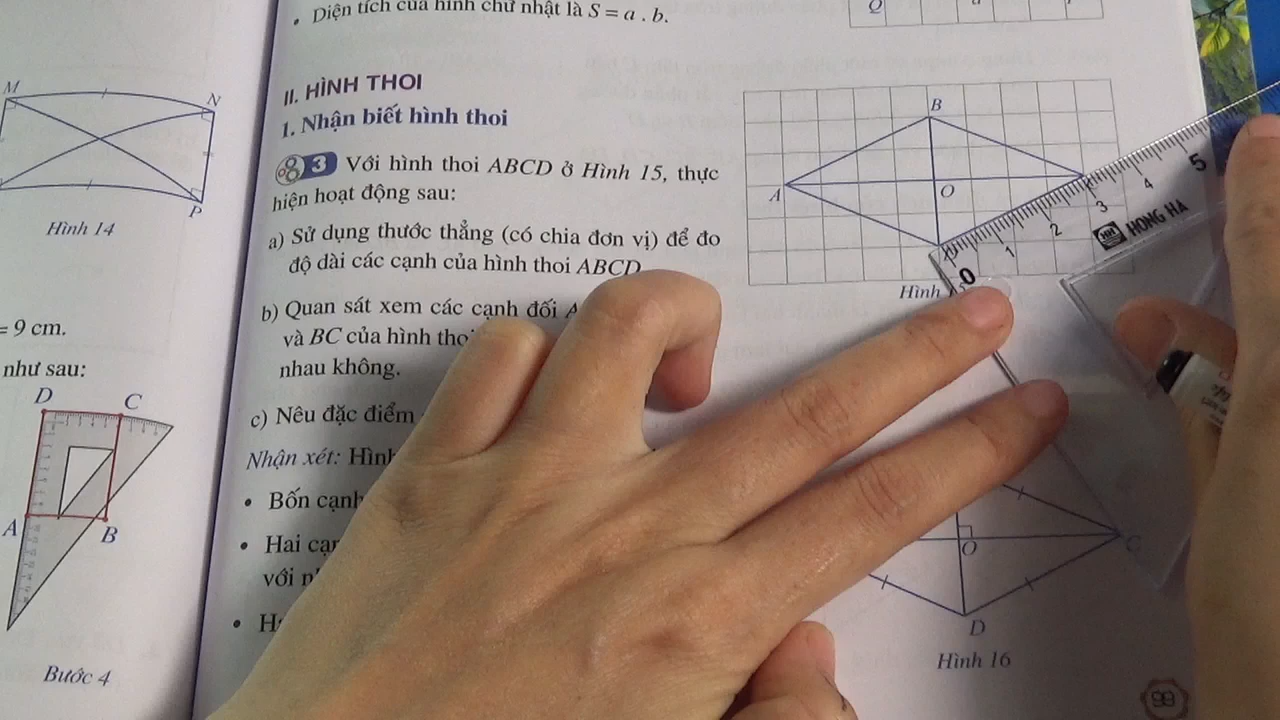 • Diện tích của hình chữ nhật là S = a . b.
Q
M
N
P
Hình 14
= 9 cm.
như sau:
D C
A B
Bước 4
II. HÌNH THOI
1. Nhận biết hình thoi
3 Với hình thoi ABCD ở Hình 15, thực
hiện hoạt động sau:
a) Sử dụng thước thẳng (có chia đơn vị) để đo
độ dài các cạnh của hình thoi ABCD
b) Quan sát xem các cạnh đối
và BC của hình
nhau không.
c) Nêu đặc điểm
Nhận xét:
• Bốn cạnh
• Hai
với
•
B
A O
Hình
0 1 2 3 4 5
HH HONG HA
O C
D
Hình 16
99